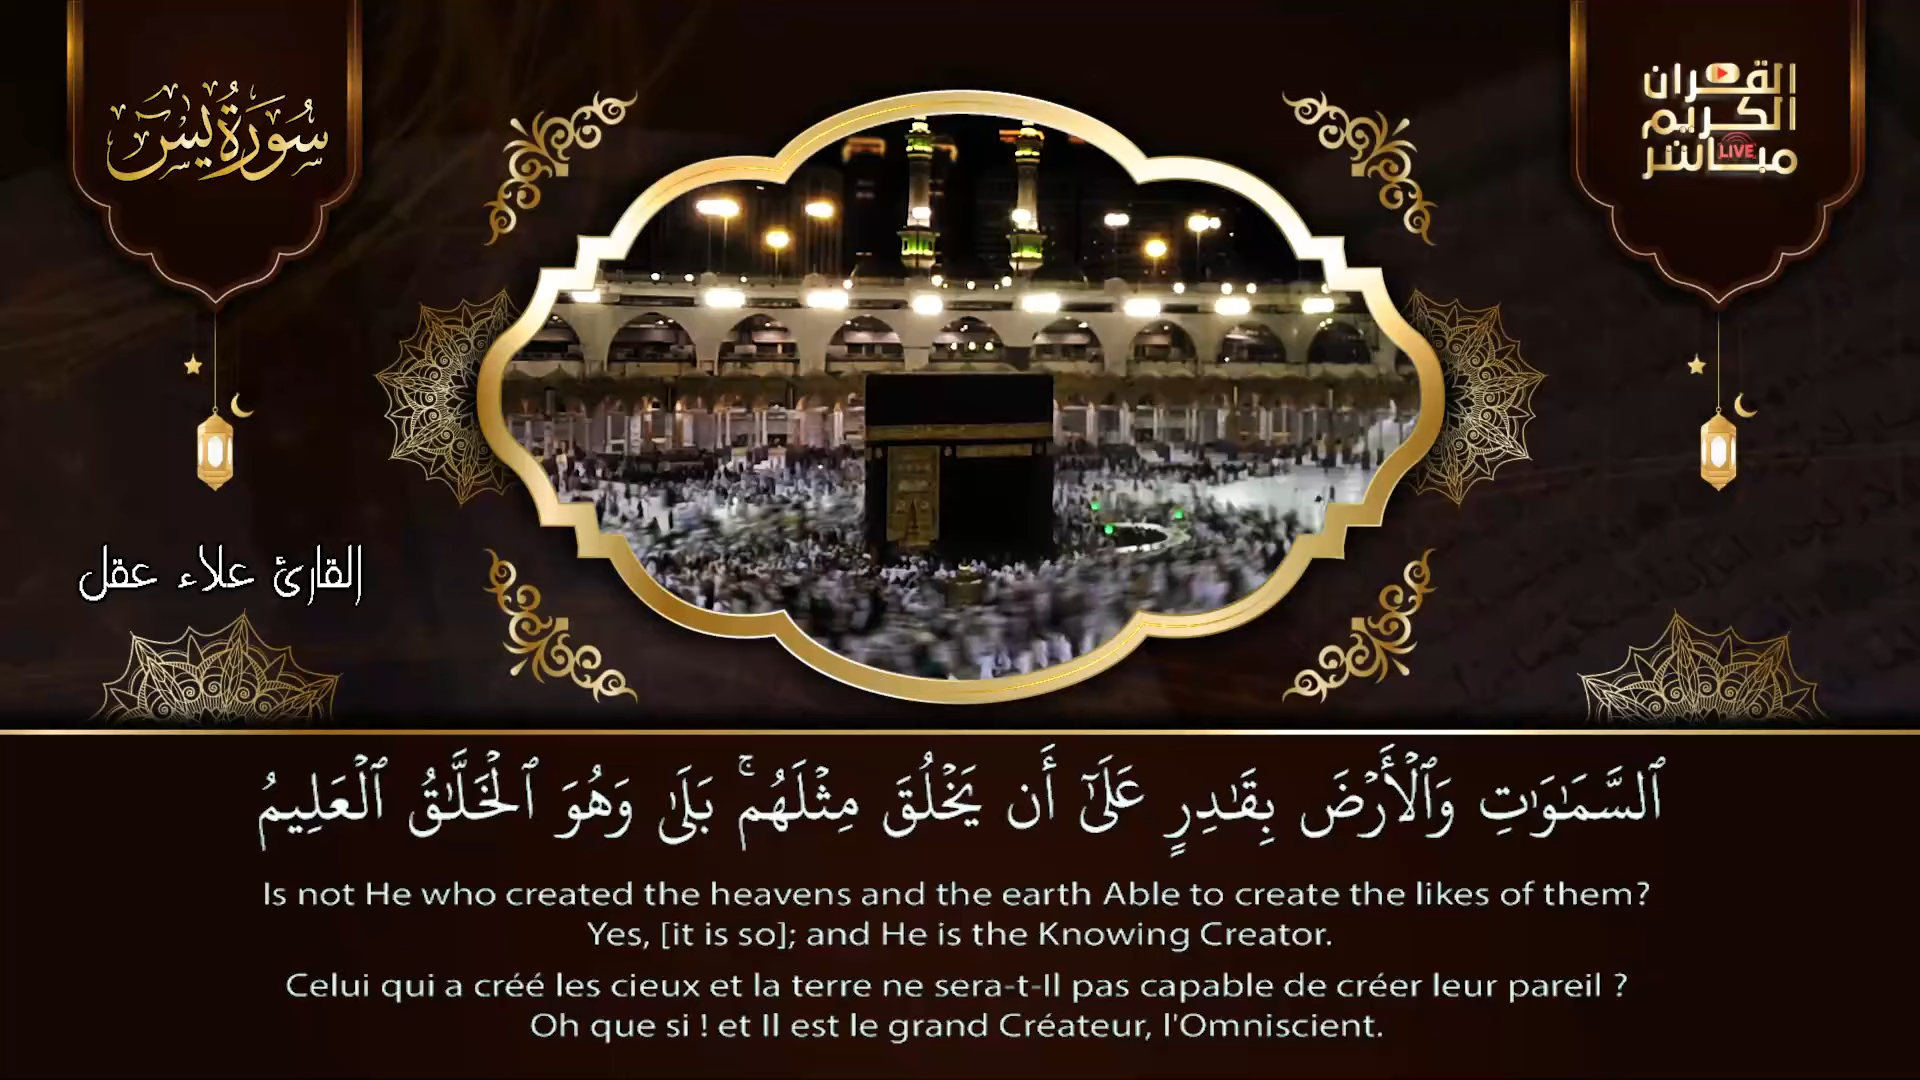 سُورَةُ يسٓ
القرآن
الكريم
مباشر
LIVE
القارئ علاء عقل
ٱلسَّمَٰوَٰتِ وَٱلْأَرْضَ بِقَٰدِرٍ عَلَىٰٓ أَن يَخْلُقَ مِثْلَهُم ۚ بَلَىٰ وَهُوَ ٱلْخَلَّٰقُ ٱلْعَلِيمُ
Is not He who created the heavens and the earth Able to create the likes of them?
Yes, [it is so]; and He is the Knowing Creator.
Celui qui a créé les cieux et la terre ne sera-t-Il pas capable de créer leur pareil ?
Oh que si ! et Il est le grand Créateur, l'Omniscient.